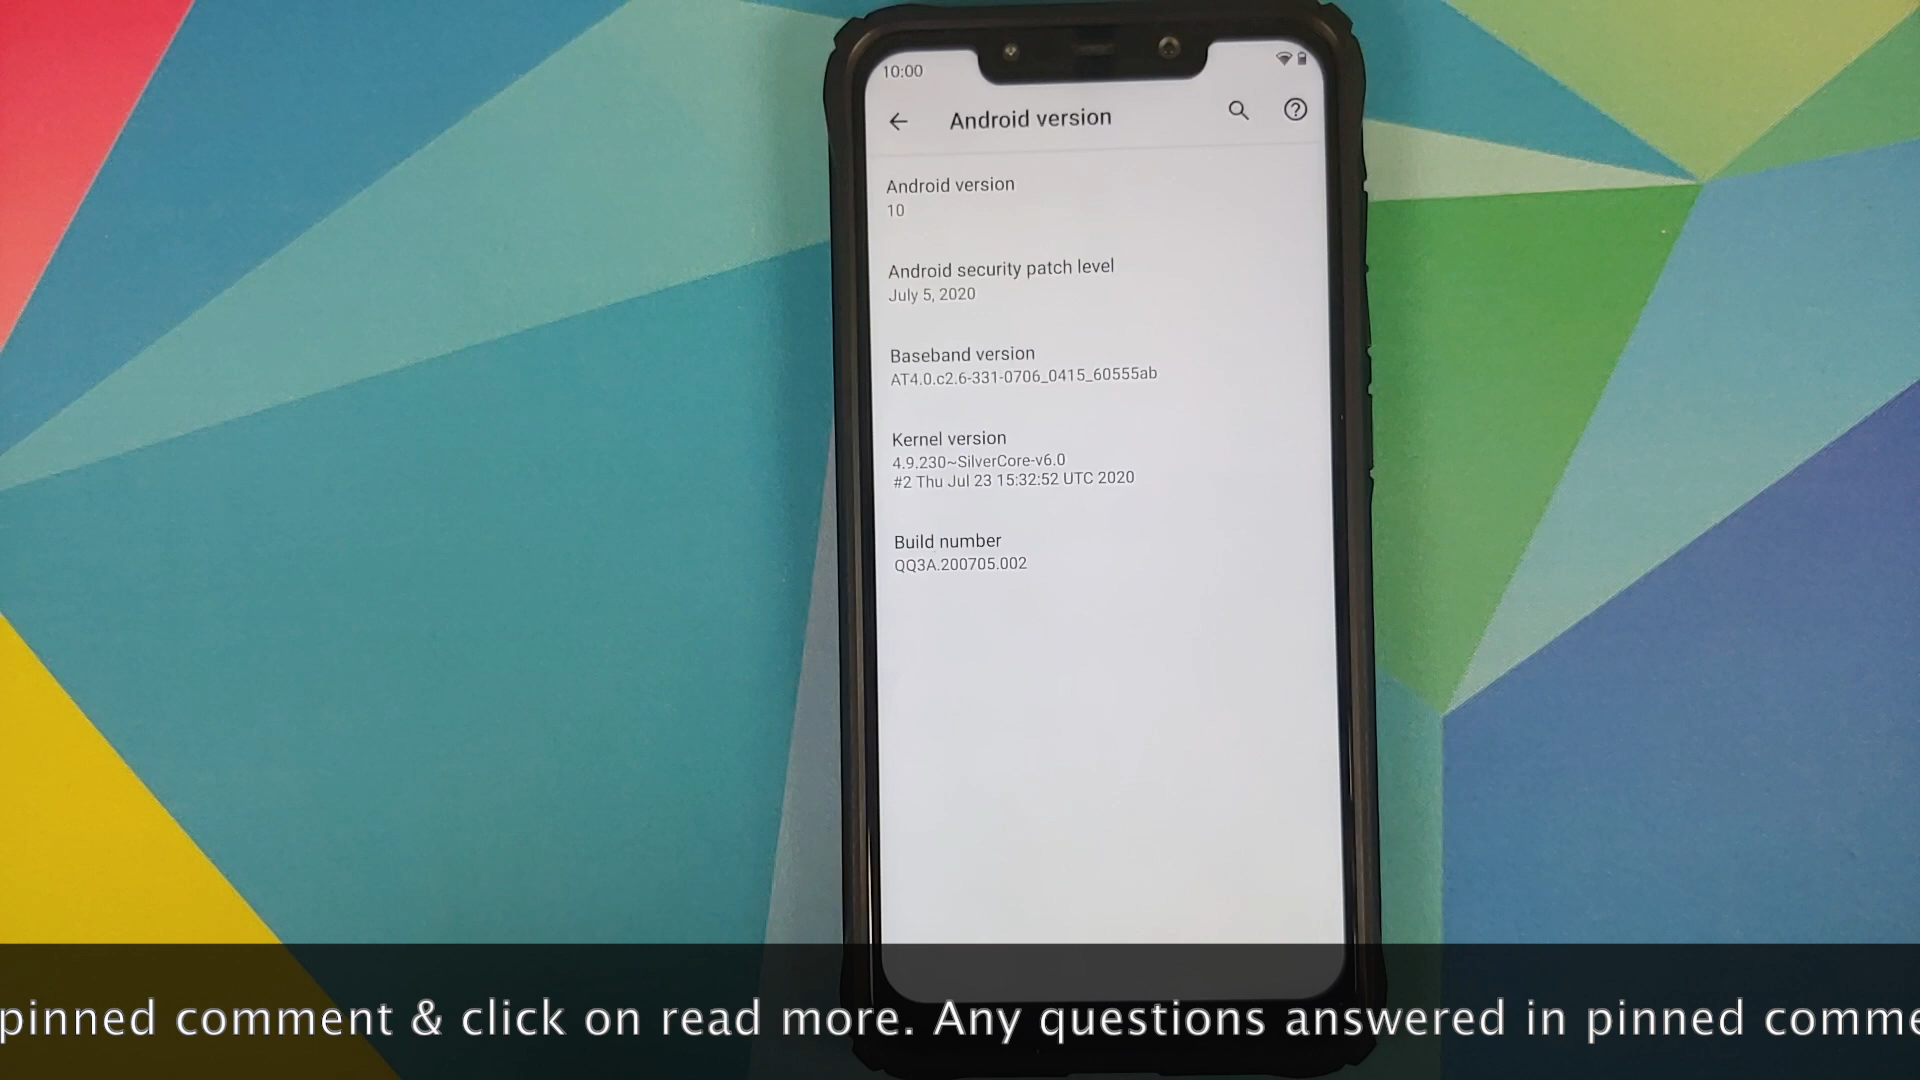 10:00
Android version
Android version
10
Android security patch level
July 5, 2020
Baseband version
AT4.0.c2.6-331-0706_0415_60555ab
Kernel version
4.9.230~SilverCore-v6.0
#2 Thu Jul 23 15:32:52 UTC 2020
Build number
QQ3A.200705.002
pinned comment & click on read more. Any questions answered in pinned comme